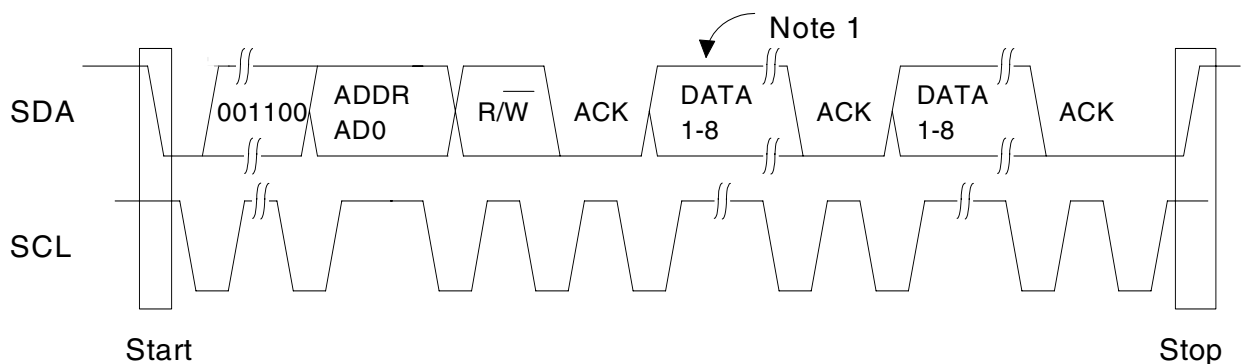 Note 1
SDA
001100
ADDR
AD0
R/W
ACK
DATA
1-8
ACK
DATA
1-8
ACK
SCL
Start
Stop